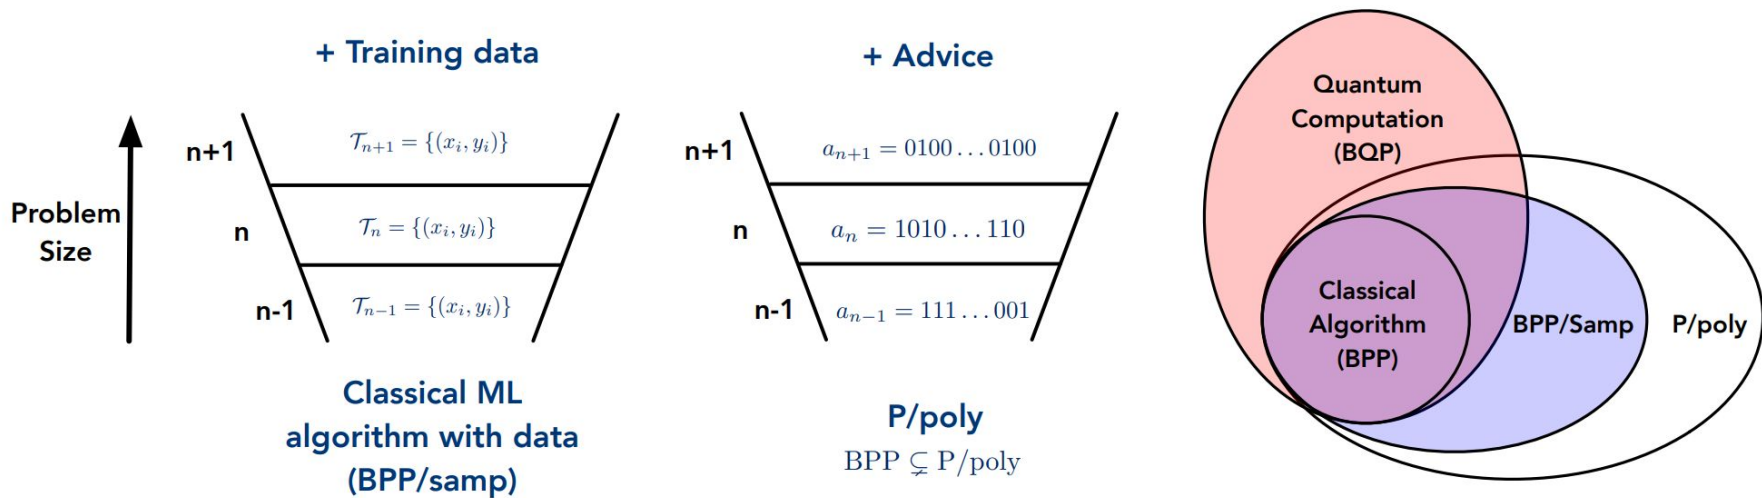 + Training data
Problem
Size
n+1
𝒯ₙ₊₁ = {(xᵢ, yᵢ)}
n
𝒯ₙ = {(xᵢ, yᵢ)}
n-1
𝒯ₙ₋₁ = {(xᵢ, yᵢ)}
Classical ML
algorithm with data
(BPP/samp)
+ Advice
n+1
aₙ₊₁ = 0100 … 0100
n
aₙ = 1010 … 110
n-1
aₙ₋₁ = 111 … 001
P/poly
BPP ⊊ P/poly
Quantum
Computation
(BQP)
Classical
Algorithm
(BPP)
BPP/Samp
P/poly